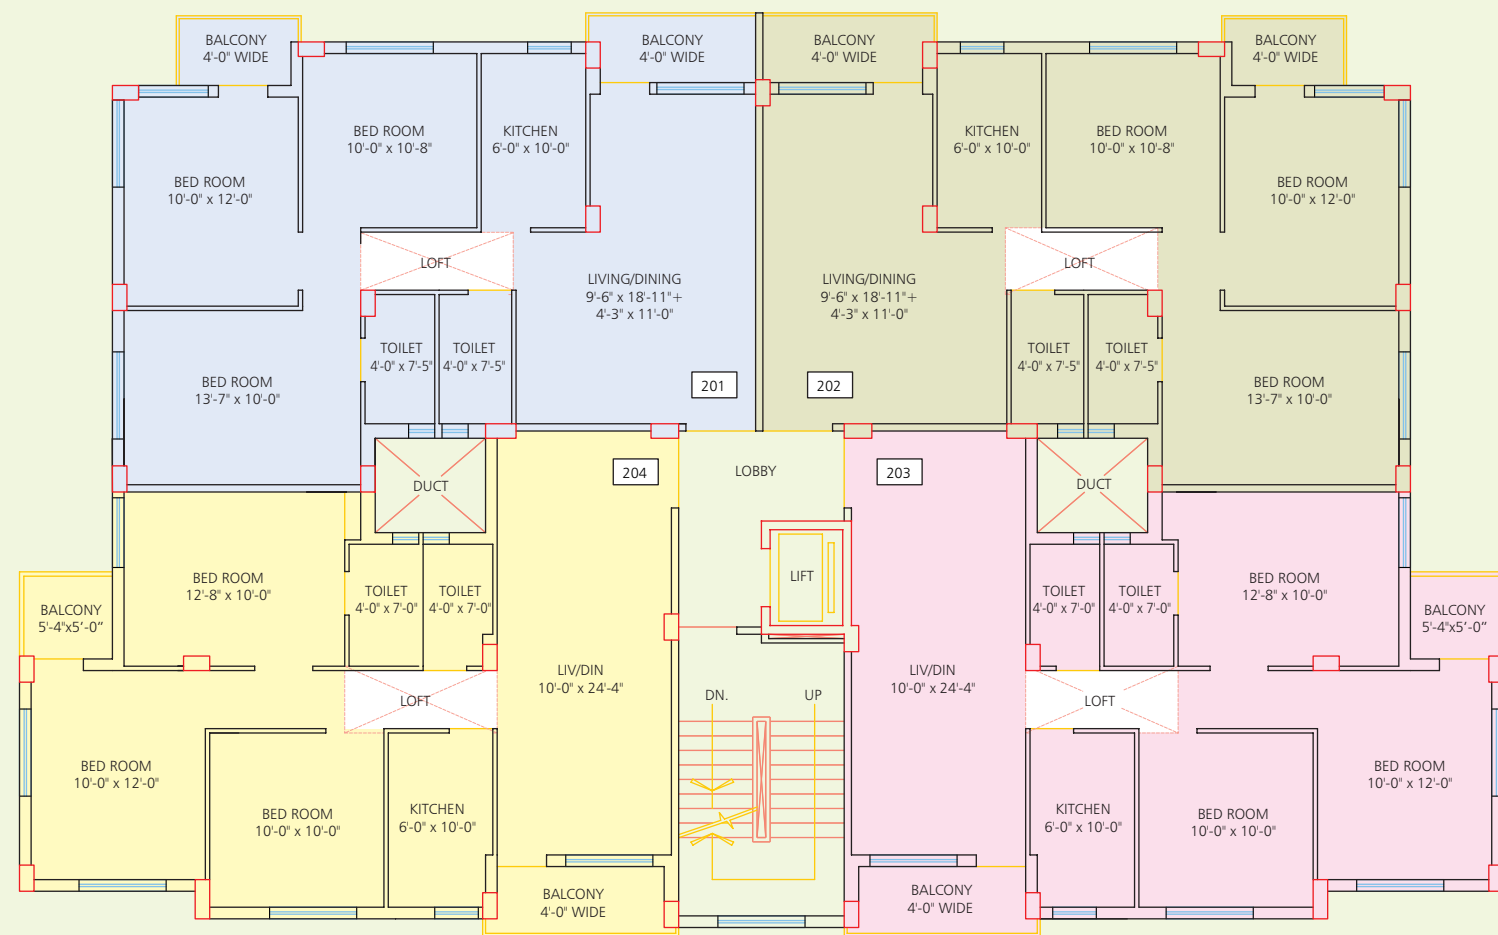 BALCONY
4'-0" WIDE
BALCONY
4'-0" WIDE
BALCONY
4'-0" WIDE
BALCONY
4'-0" WIDE
BED ROOM
10'-0" x 12'-0"
BED ROOM
10'-0" x 10'-8"
KITCHEN
6'-0" x 10'-0"
KITCHEN
6'-0" x 10'-0"
BED ROOM
10'-0" x 10'-8"
BED ROOM
10'-0" x 12'-0"
LOFT
LIVING/DINING
9'-6" x 18'-11"+
4'-3" x 11'-0"
LIVING/DINING
9'-6" x 18'-11"+
4'-3" x 11'-0"
LOFT
BED ROOM
13'-7" x 10'-0"
TOILET
4'-0" x 7'-5"
TOILET
4'-0" x 7'-5"
201
202
TOILET
4'-0" x 7'-5"
TOILET
4'-0" x 7'-5"
BED ROOM
13'-7" x 10'-0"
DUCT
204
LOBBY
203
DUCT
BALCONY
5'-4"x5'-0"
BED ROOM
12'-8" x 10'-0"
TOILET
4'-0" x 7'-0"
TOILET
4'-0" x 7'-0"
LIFT
TOILET
4'-0" x 7'-0"
TOILET
4'-0" x 7'-0"
BED ROOM
12'-8" x 10'-0"
BALCONY
5'-4"x5'-0"
LOFT
LIV/DIN
10'-0" x 24'-4"
DN.
UP
LIV/DIN
10'-0" x 24'-4"
LOFT
BED ROOM
10'-0" x 12'-0"
BED ROOM
10'-0" x 10'-0"
KITCHEN
6'-0" x 10'-0"
KITCHEN
6'-0" x 10'-0"
BED ROOM
10'-0" x 10'-0"
BED ROOM
10'-0" x 12'-0"
BALCONY
4'-0" WIDE
BALCONY
4'-0" WIDE